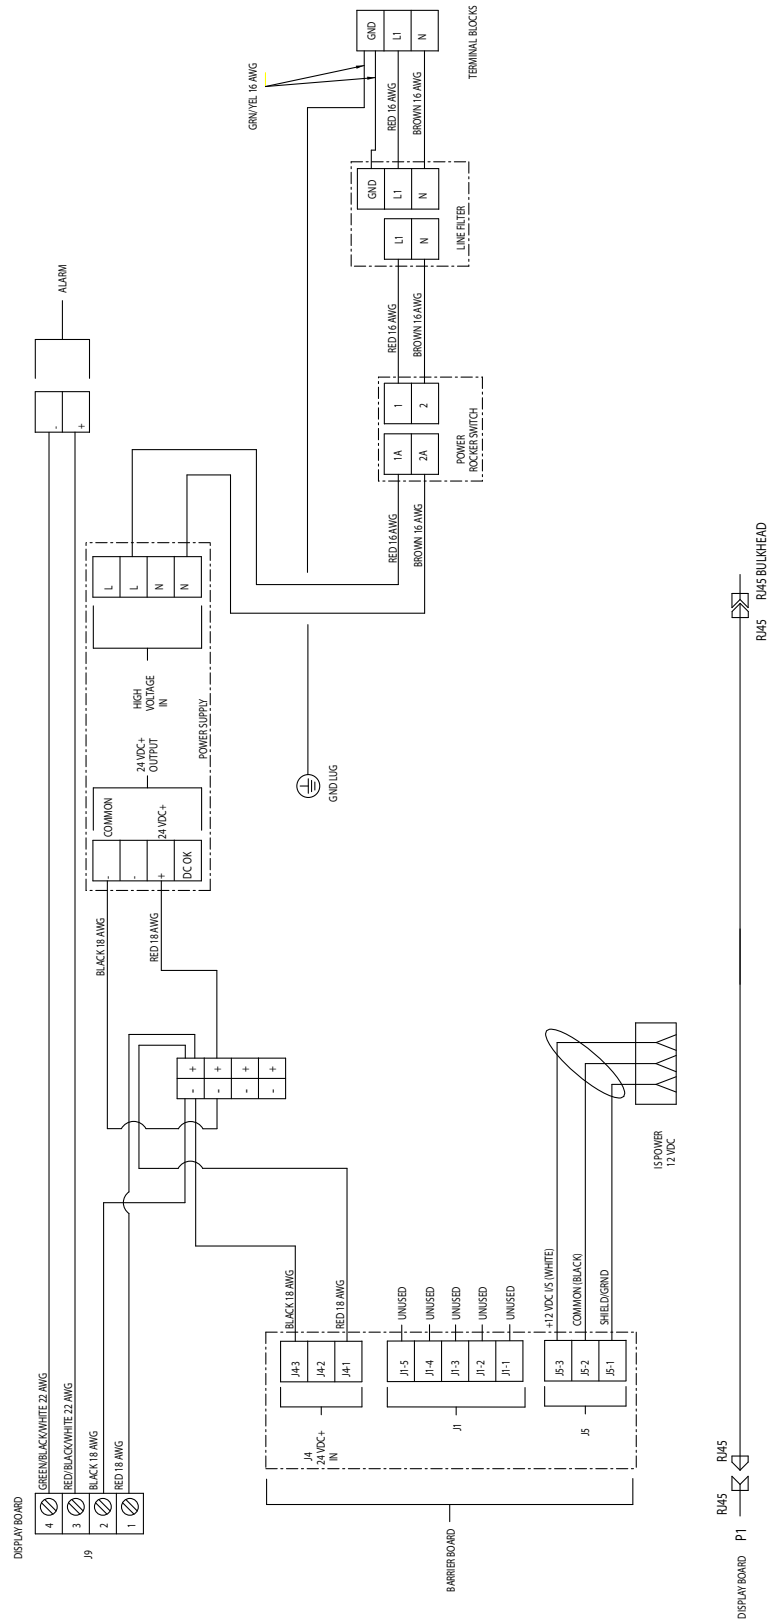 DISPLAY BOARD
J9
4
3
2
1
GREEN/BLACK/WHITE 22 AWG
RED/BLACK/WHITE 22 AWG
BLACK 18 AWG
RED 18 AWG
-
+
ALARM
BARRIER BOARD
J4
24 VDC+
IN
J4-3
J4-2
J4-1
BLACK 18 AWG
RED 18 AWG
J1
J1-5
J1-4
J1-3
J1-2
J1-1
UNUSED
UNUSED
UNUSED
UNUSED
UNUSED
J5
J5-3
J5-2
J5-1
+12 VDC I/S (WHITE)
COMMON (BLACK)
SHIELD/GRND
IS POWER
12 VDC
- +
- +
- +
- +
BLACK 18 AWG
RED 18 AWG
-
-
+
DC OK
COMMON
24 VDC+
24 VDC+
OUTPUT
POWER SUPPLY
HIGH
VOLTAGE
IN
L
L
N
N
GND LUG
RED 16 AWG
BROWN 16 AWG
1A
2A
1
2
POWER
ROCKER SWITCH
RED 16 AWG
BROWN 16 AWG
L1
N
GND
L1
N
LINE FILTER
GRN/YEL 16 AWG
RED 16 AWG
BROWN 16 AWG
GND
L1
N
TERMINAL BLOCKS
DISPLAY BOARD
P1
RJ45
RJ45
RJ45
RJ45 BULKHEAD